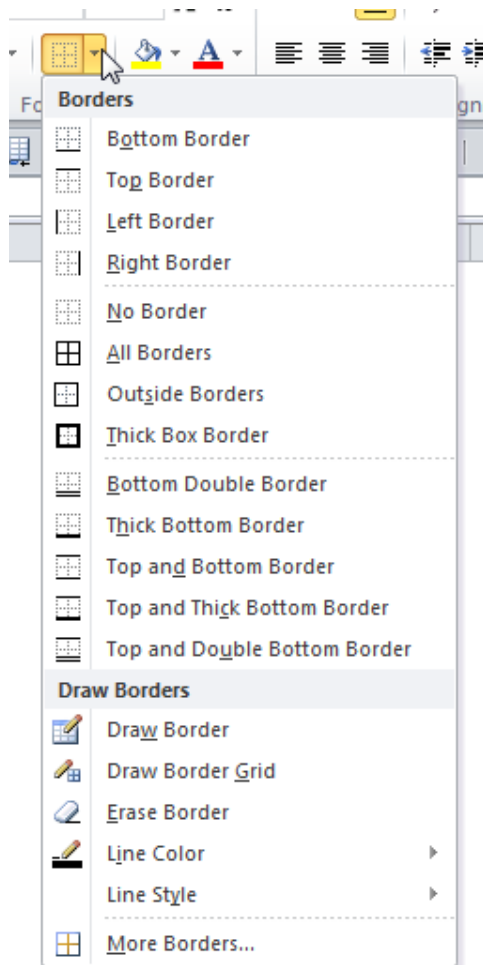 A
Fo
gn
Borders
Bottom Border
Top Border
Left Border
Right Border
No Border
All Borders
Outside Borders
Thick Box Border
Bottom Double Border
Thick Bottom Border
Top and Bottom Border
Top and Thick Bottom Border
Top and Double Bottom Border
Draw Borders
Draw Border
Draw Border Grid
Erase Border
Line Color
Line Style
More Borders...